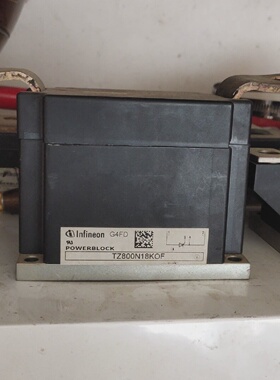 Infineon G4FD
POWERBLOCK
TZ800N18KOF